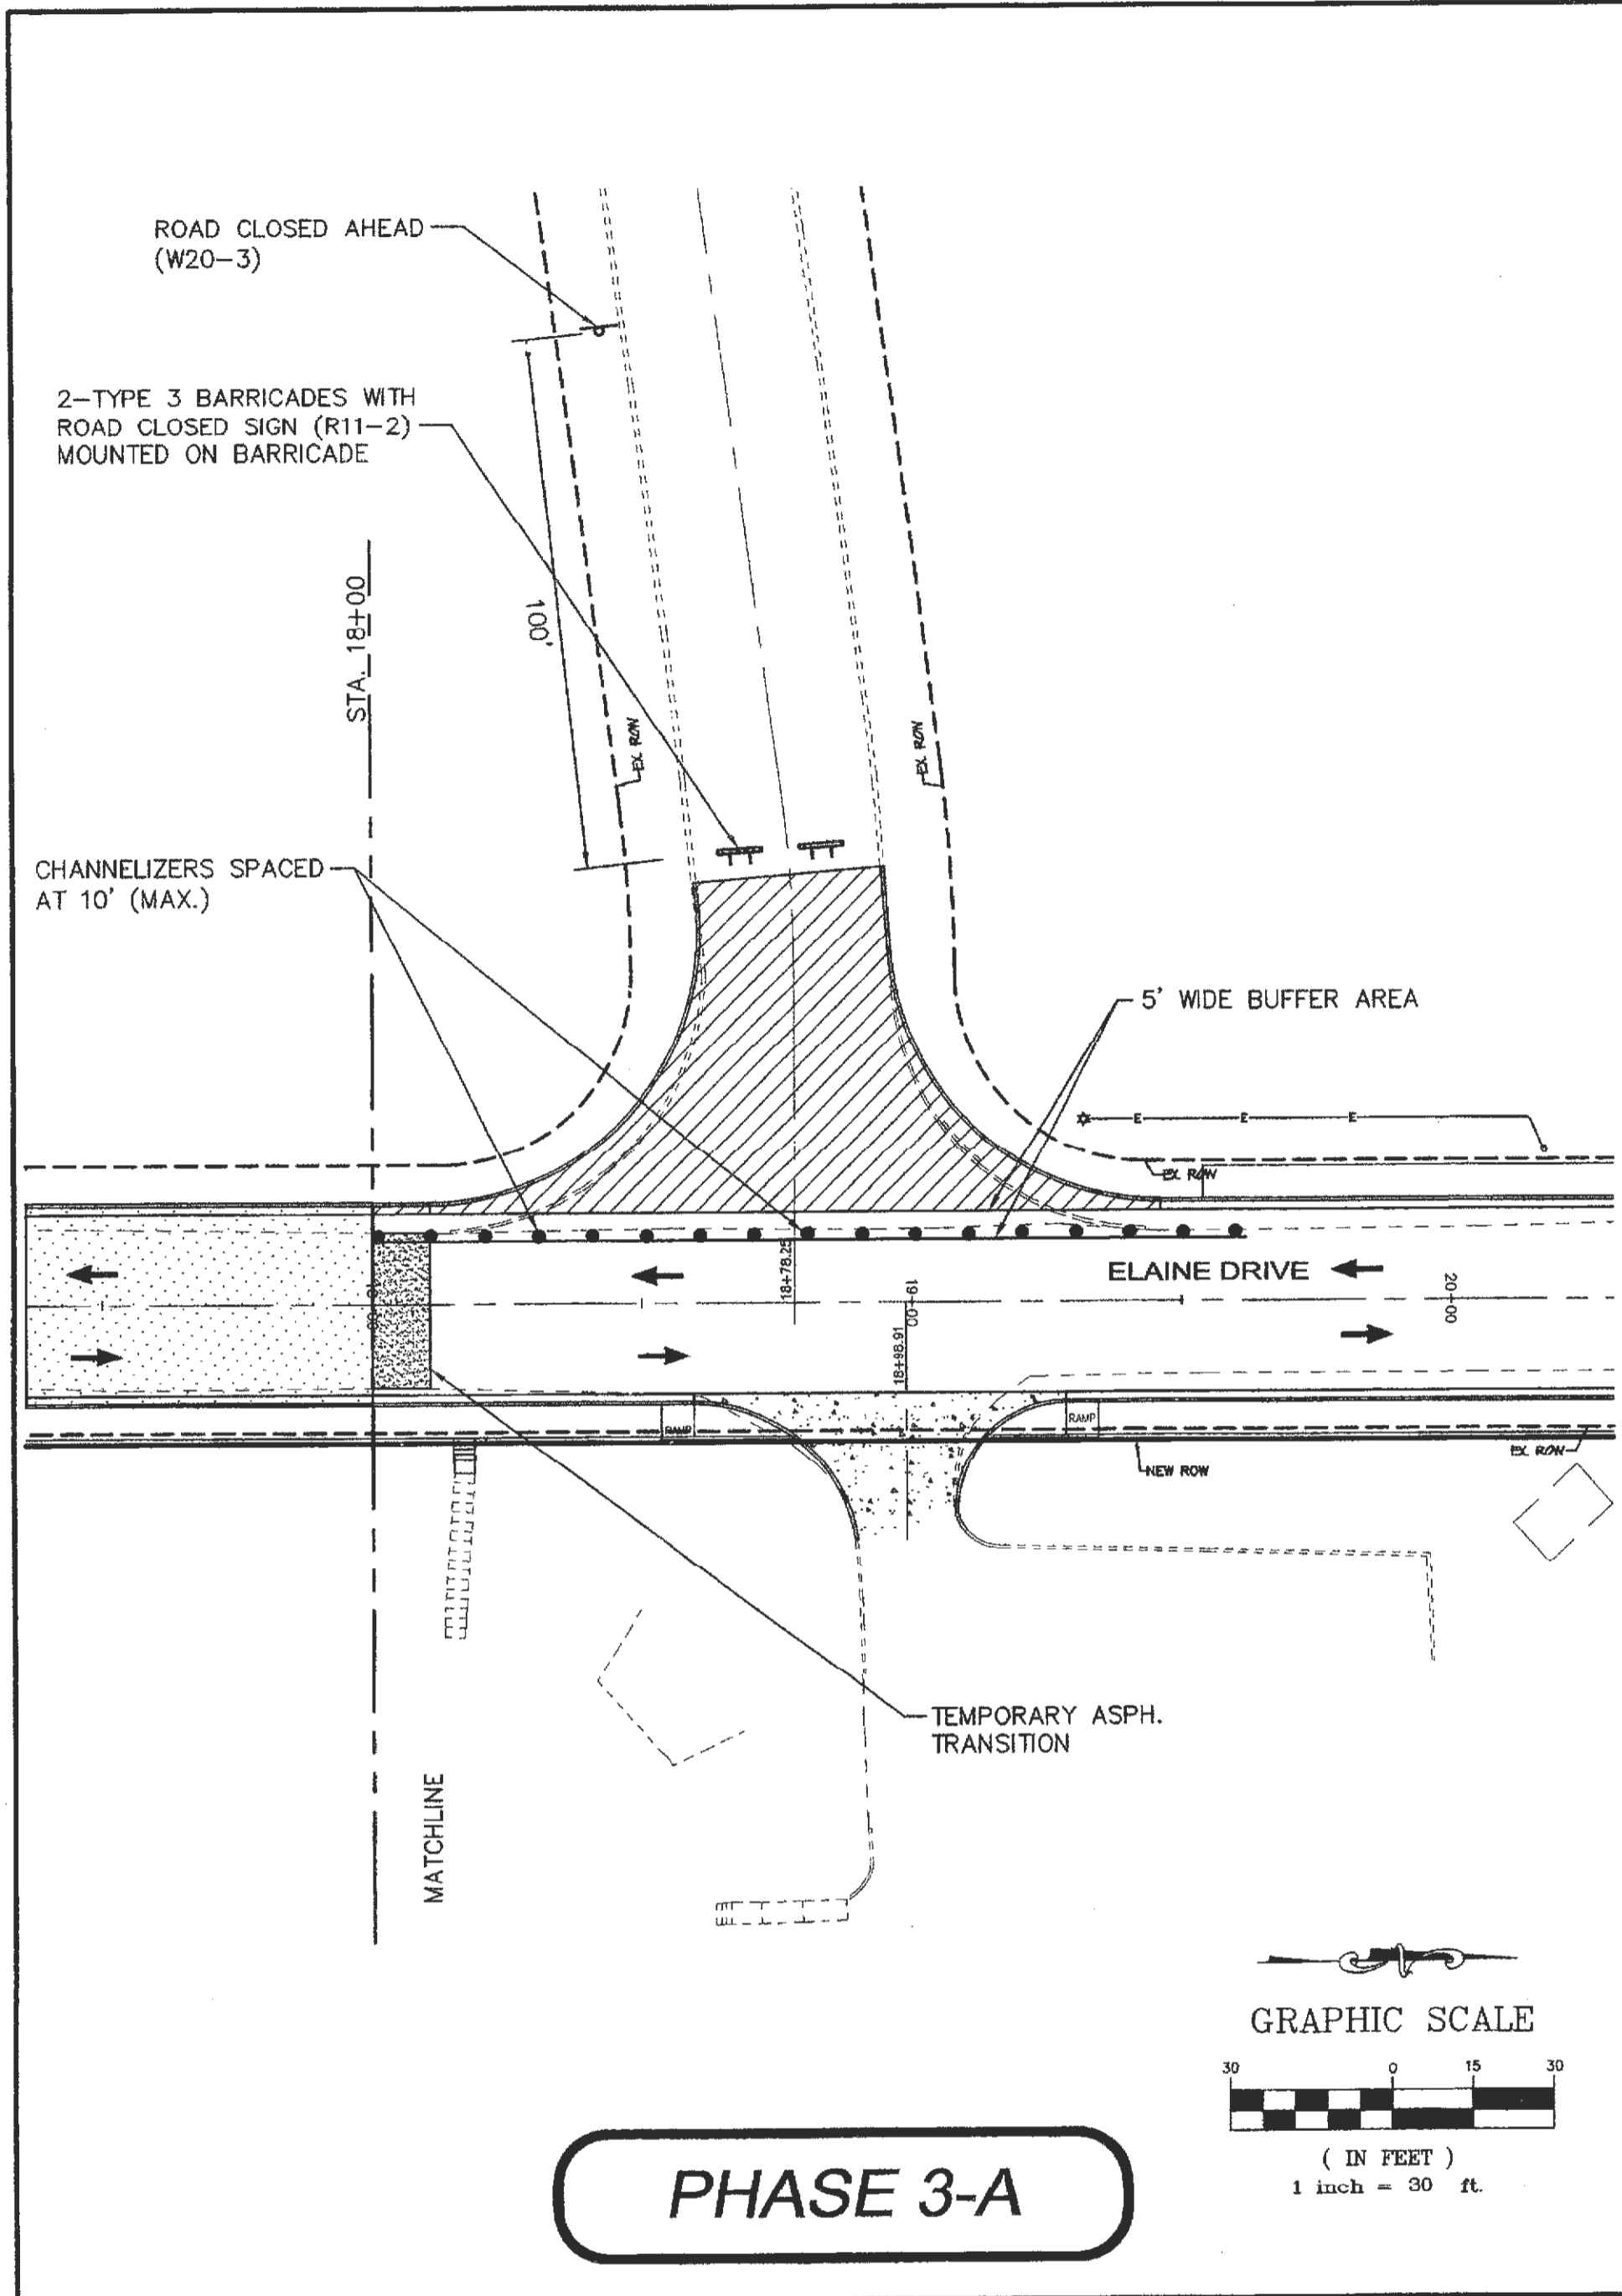 ROAD CLOSED AHEAD
(W20-3)
2-TYPE 3 BARRICADES WITH
ROAD CLOSED SIGN (R11-2)
MOUNTED ON BARRICADE
STA. 18+00
100'
EX. ROW
EX. ROW
CHANNELIZERS SPACED
AT 10' (MAX.)
5' WIDE BUFFER AREA
E E E
EX. ROW
18+78.25
ELAINE DRIVE
19+00
20+00
18+98.91
RAMP
RAMP
NEW ROW
EX. ROW
TEMPORARY ASPH.
TRANSITION
MATCHLINE
GRAPHIC SCALE
30 0 15 30
( IN FEET )
1 inch = 30 ft.
PHASE 3-A